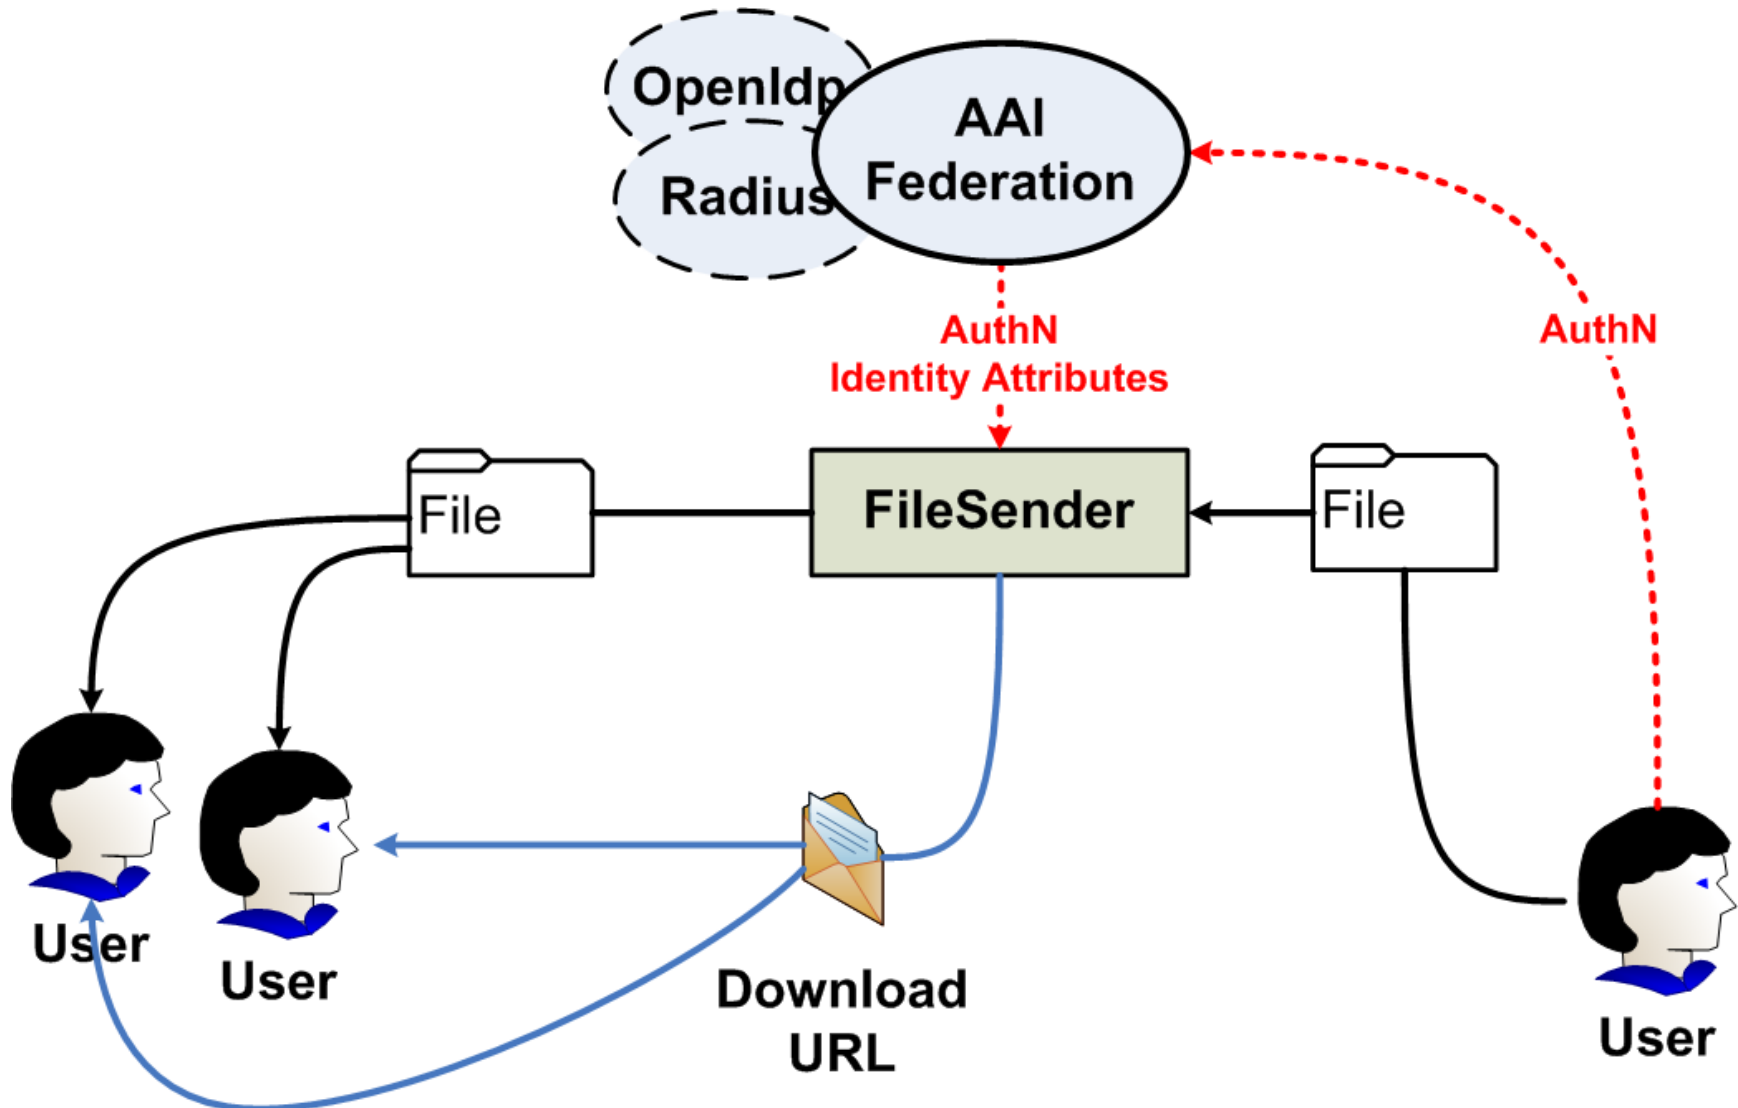 OpenIdp
AAI
Federation
Radius
AuthN
Identity Attributes
AuthN
File
FileSender
File
User
User
Download
URL
User